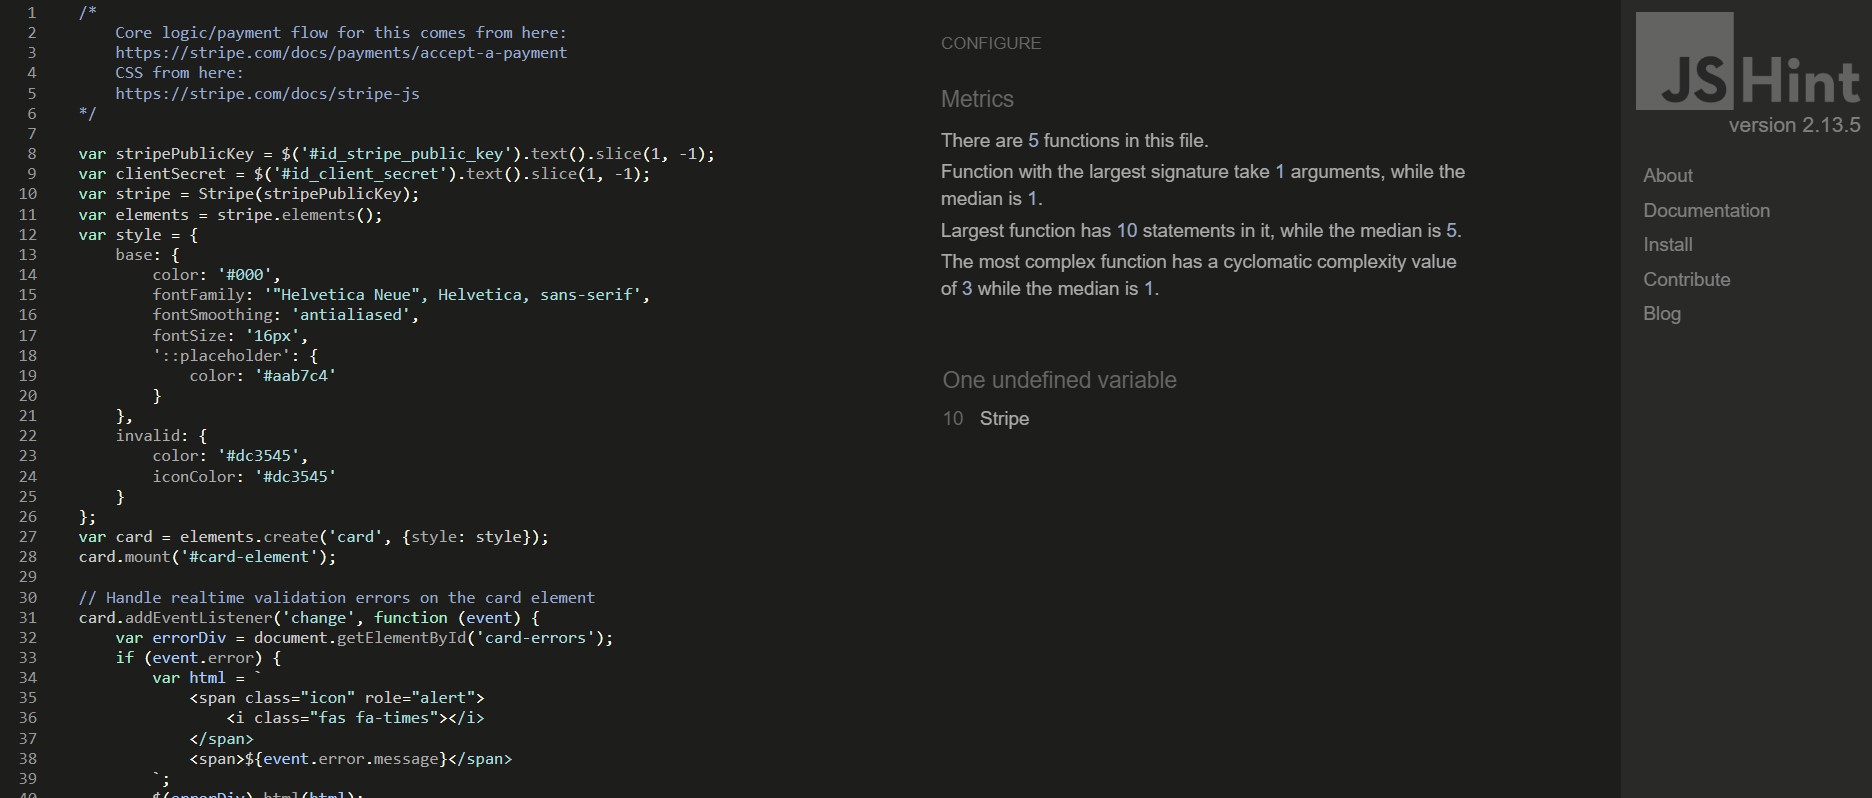 1 /*
2 Core logic/payment flow for this comes from here:
3 https://stripe.com/docs/payments/accept-a-payment
4 CSS from here:
5 https://stripe.com/docs/stripe-js
6 */
7
8 var stripePublicKey = $('#id_stripe_public_key').text().slice(1, -1);
9 var clientSecret = $('#id_client_secret').text().slice(1, -1);
10 var stripe = Stripe(stripePublicKey);
11 var elements = stripe.elements();
12 var style = {
13 base: {
14 color: '#000',
15 fontFamily: '"Helvetica Neue", Helvetica, sans-serif',
16 fontSmoothing: 'antialiased',
17 fontSize: '16px',
18 '::placeholder': {
19 color: '#aab7c4'
20 }
21 },
22 invalid: {
23 color: '#dc3545',
24 iconColor: '#dc3545'
25 }
26 };
27 var card = elements.create('card', {style: style});
28 card.mount('#card-element');
29
30 // Handle realtime validation errors on the card element
31 card.addEventListener('change', function (event) {
32 var errorDiv = document.getElementById('card-errors');
33 if (event.error) {
34 var html = `
35 <span class="icon" role="alert">
36 <i class="fas fa-times"></i>
37 </span>
38 <span>${event.error.message}</span>
39 `;
40 $(errorDiv).html(html);
CONFIGURE
Metrics
There are 5 functions in this file.
Function with the largest signature take 1 arguments, while the
median is 1.
Largest function has 10 statements in it, while the median is 5.
The most complex function has a cyclomatic complexity value
of 3 while the median is 1.
One undefined variable
10 Stripe
JSHint
version 2.13.5
About
Documentation
Install
Contribute
Blog